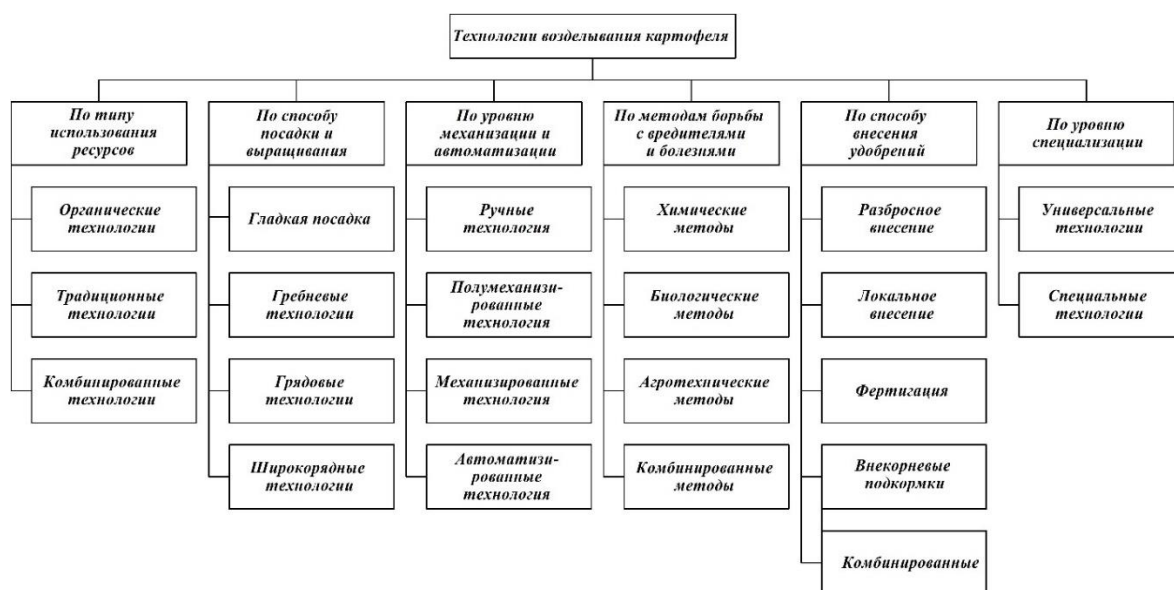 Технологии возделывания картофеля
По типу
использования
ресурсов
Органические
технологии
Традиционные
технологии
Комбинированные
технологии
По способу
посадки и
выращивания
Гладкая посадка
Гребневые
технологии
Грядовые
технологии
Широкорядные
технологии
По уровню
механизации и
автоматизации
Ручные
технология
Полумеханизи-
рованные
технология
Механизированные
технология
Автоматизи-
рованные
технология
По методам борьбы
с вредителями
и болезнями
Химические
методы
Биологические
методы
Агротехнические
методы
Комбинированные
методы
По способу
внесения
удобрений
Разбросное
внесение
Локальное
внесение
Фертигация
Внекорневые
подкормки
Комбинированные
По уровню
специализации
Универсальные
технологии
Специальные
технологии